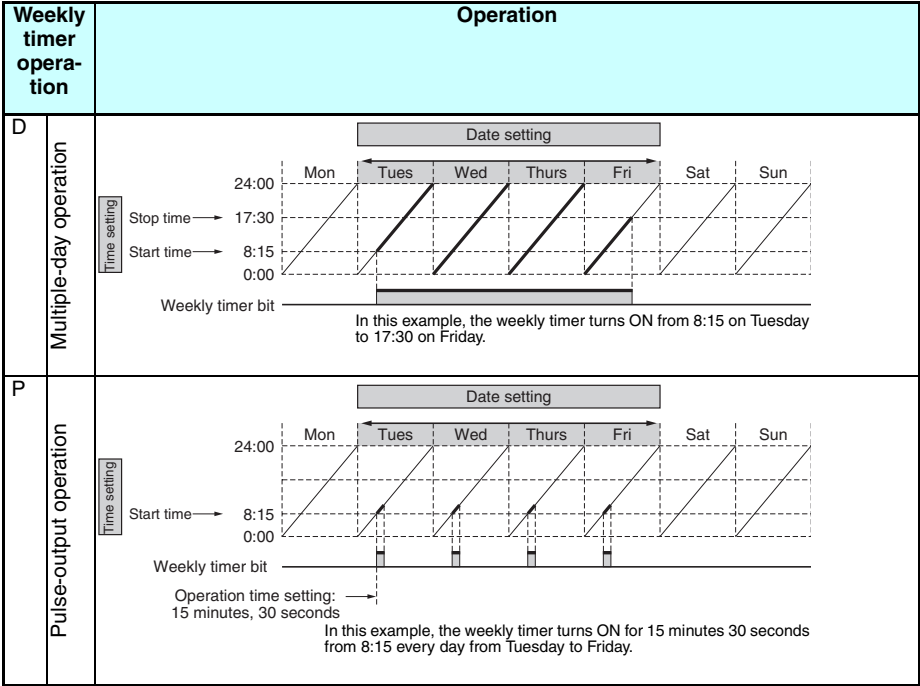 Weekly
timer
opera-
tion
Operation
D
Multiple-day operation
Date setting
Mon Tues Wed Thurs Fri Sat Sun
Time setting
24:00
Stop time 17:30
Start time 8:15
0:00
Weekly timer bit
In this example, the weekly timer turns ON from 8:15 on Tuesday
to 17:30 on Friday.
P
Pulse-output operation
Date setting
Mon Tues Wed Thurs Fri Sat Sun
Time setting
24:00
Start time 8:15
0:00
Weekly timer bit
Operation time setting:
15 minutes, 30 seconds
In this example, the weekly timer turns ON for 15 minutes 30 seconds
from 8:15 every day from Tuesday to Friday.